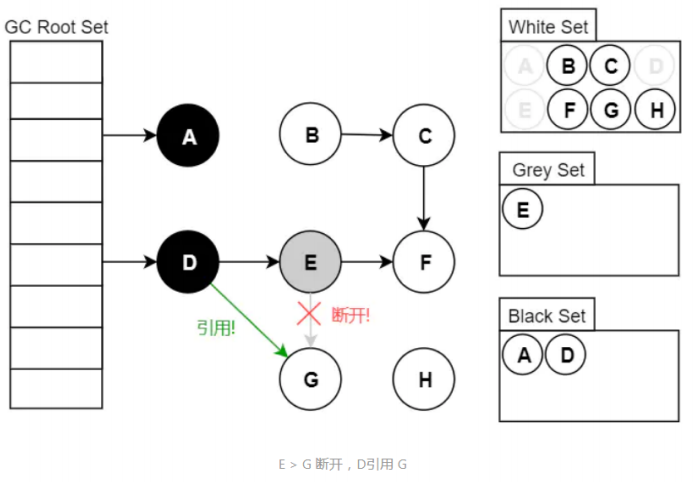 GC Root Set
White Set
A B C D
E F G H
A
B
C
Grey Set
E
D
E
F
引用!
断开!
Black Set
A D
G
H
E > G 断开，D引用 G